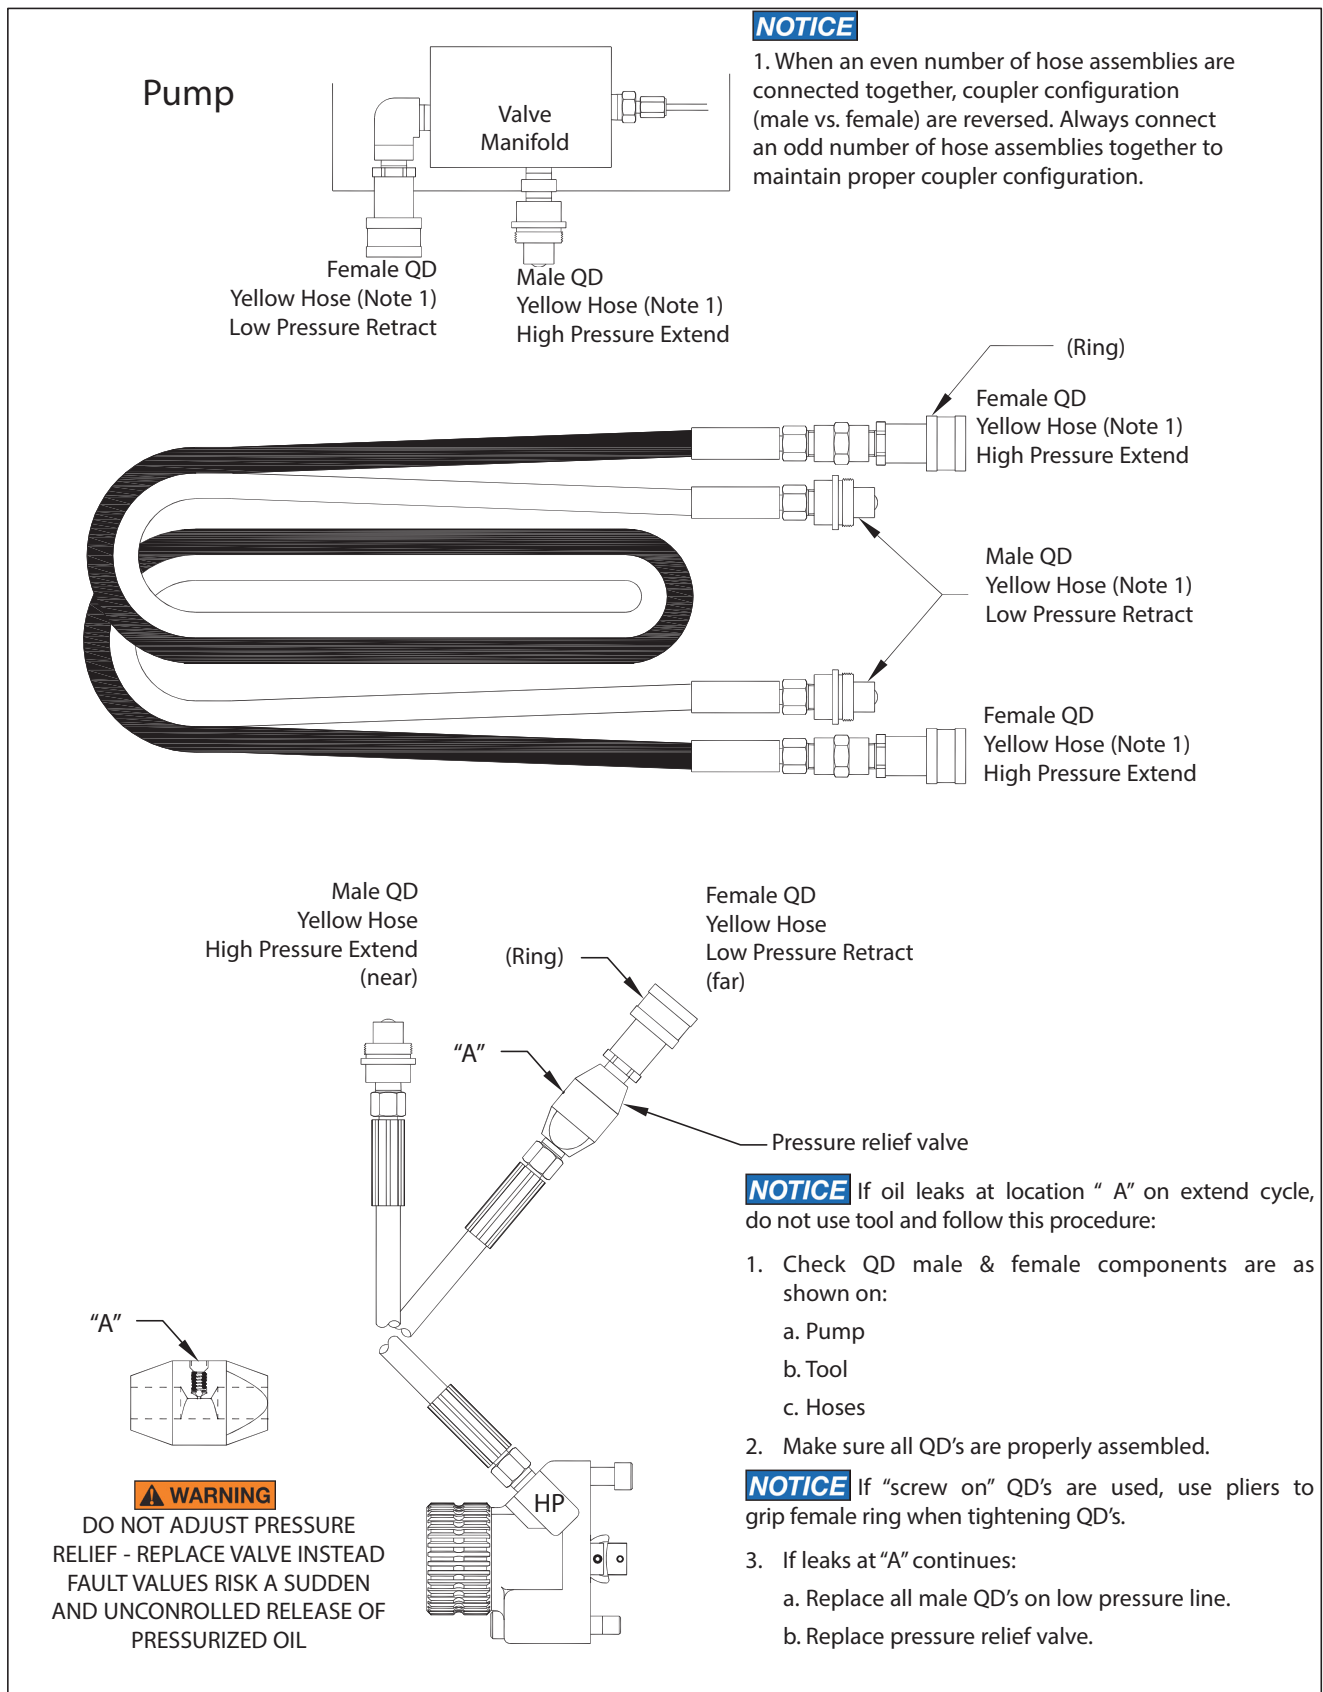 NOTICE
1. When an even number of hose assemblies are
connected together, coupler configuration
(male vs. female) are reversed. Always connect
an odd number of hose assemblies together to
maintain proper coupler configuration.
Pump
Valve
Manifold
Female QD
Yellow Hose (Note 1)
Low Pressure Retract
Male QD
Yellow Hose (Note 1)
High Pressure Extend
(Ring)
Female QD
Yellow Hose (Note 1)
High Pressure Extend
Male QD
Yellow Hose (Note 1)
Low Pressure Retract
Female QD
Yellow Hose (Note 1)
High Pressure Extend
Male QD
Yellow Hose
High Pressure Extend
(near)
Female QD
Yellow Hose
Low Pressure Retract
(far)
(Ring)
“A”
Pressure relief valve
NOTICE If oil leaks at location “ A” on extend cycle,
do not use tool and follow this procedure:
1. Check QD male & female components are as
shown on:
a. Pump
b. Tool
c. Hoses
2. Make sure all QD’s are properly assembled.
NOTICE If “screw on” QD’s are used, use pliers to
grip female ring when tightening QD’s.
3. If leaks at “A” continues:
a. Replace all male QD’s on low pressure line.
b. Replace pressure relief valve.
“A”
HP
WARNING
DO NOT ADJUST PRESSURE
RELIEF - REPLACE VALVE INSTEAD
FAULT VALUES RISK A SUDDEN
AND UNCONROLLED RELEASE OF
PRESSURIZED OIL